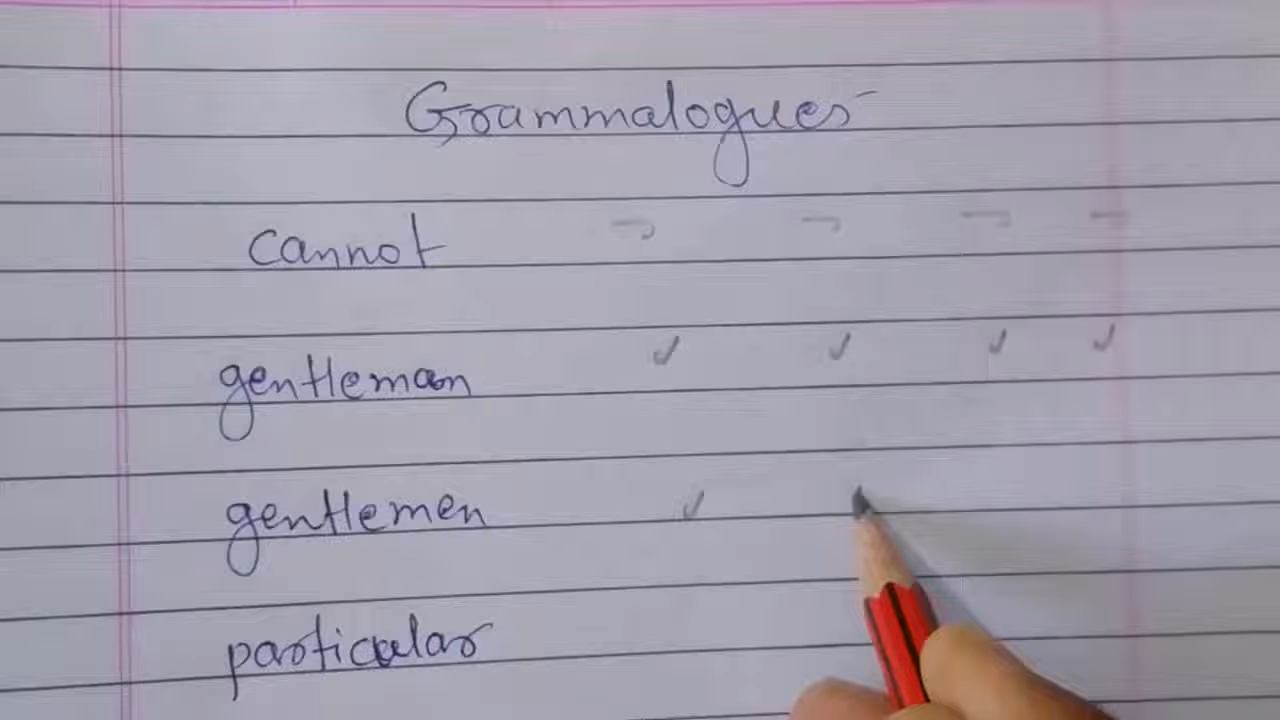 Grammalogues
cannot
gentleman
gentlemen
particular